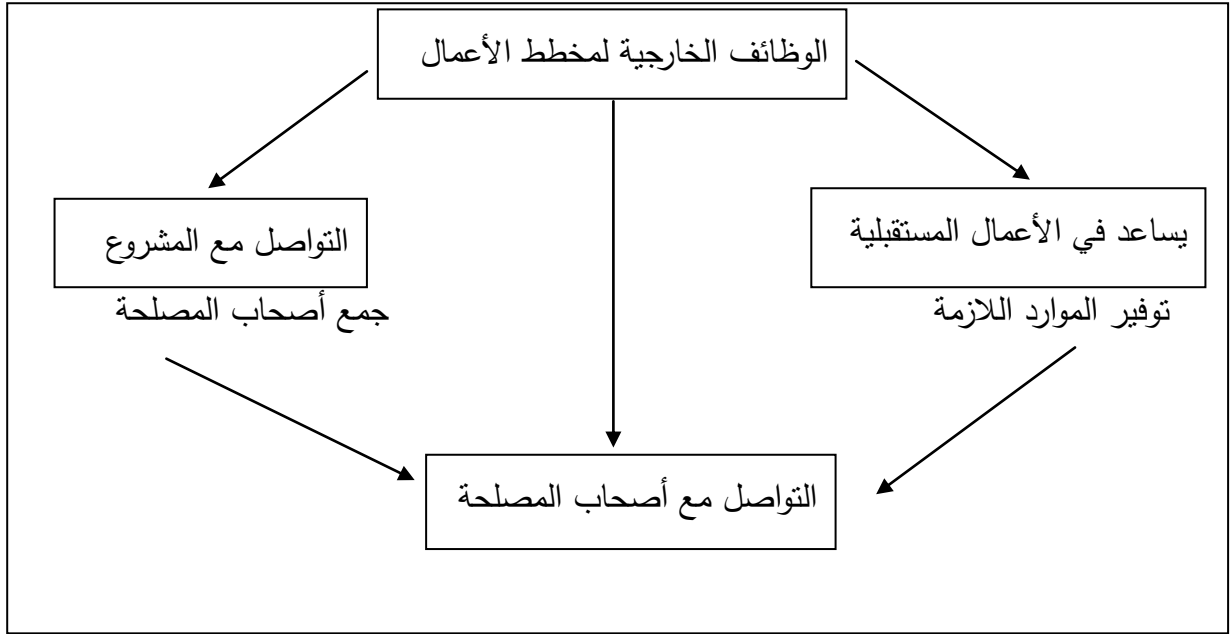 الوظائف الخارجية لمخطط الأعمال
يساعد في الأعمال المستقبلية
توفير الموارد اللازمة
التواصل مع المشروع
جمع أصحاب المصلحة
التواصل مع أصحاب المصلحة